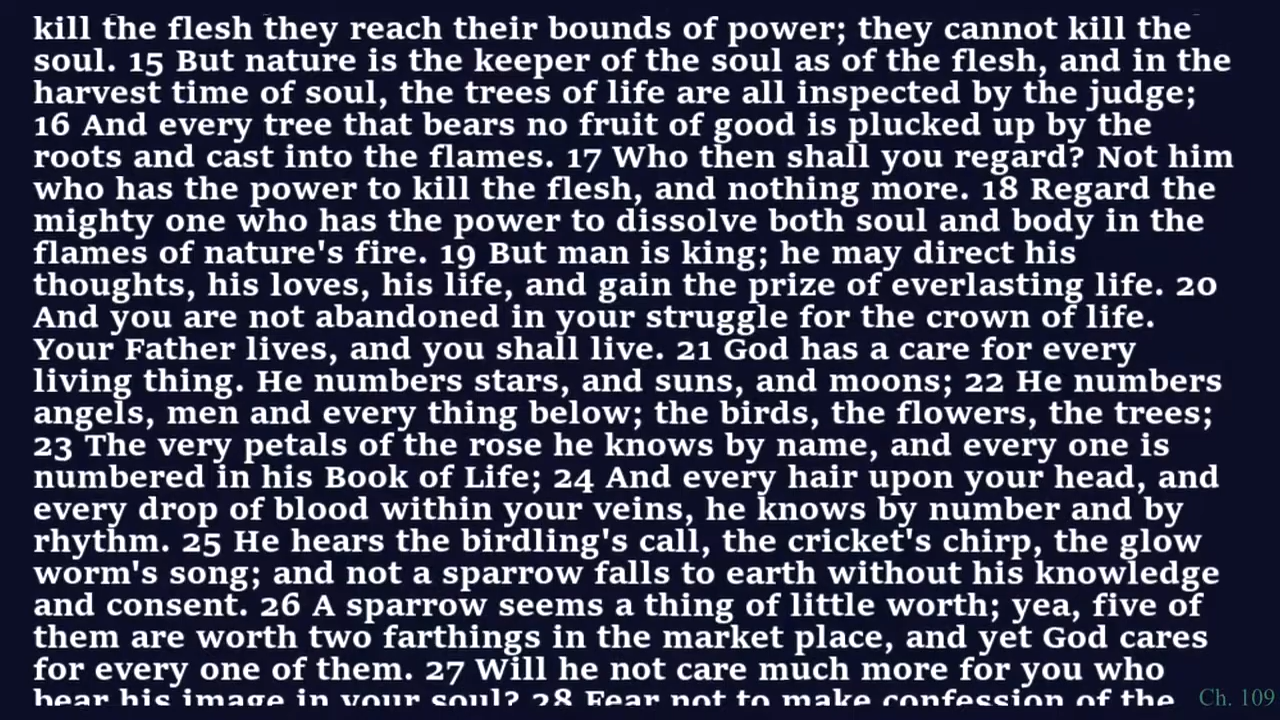 kill the flesh they reach their bounds of power; they cannot kill the
soul. 15 But nature is the keeper of the soul as of the flesh, and in the
harvest time of soul, the trees of life are all inspected by the judge;
16 And every tree that bears no fruit of good is plucked up by the
roots and cast into the flames. 17 Who then shall you regard? Not him
who has the power to kill the flesh, and nothing more. 18 Regard the
mighty one who has the power to dissolve both soul and body in the
flames of nature's fire. 19 But man is king; he may direct his
thoughts, his loves, his life, and gain the prize of everlasting life. 20
And you are not abandoned in your struggle for the crown of life.
Your Father lives, and you shall live. 21 God has a care for every
living thing. He numbers stars, and suns, and moons; 22 He numbers
angels, men and every thing below; the birds, the flowers, the trees;
23 The very petals of the rose he knows by name, and every one is
numbered in his Book of Life; 24 And every hair upon your head, and
every drop of blood within your veins, he knows by number and by
rhythm. 25 He hears the birdling's call, the cricket's chirp, the glow
worm's song; and not a sparrow falls to earth without his knowledge
and consent. 26 A sparrow seems a thing of little worth; yea, five of
them are worth two farthings in the market place, and yet God cares
for every one of them. 27 Will he not care much more for you who
bear his image in your soul? 28 Fear not to make confession of the
Ch. 109